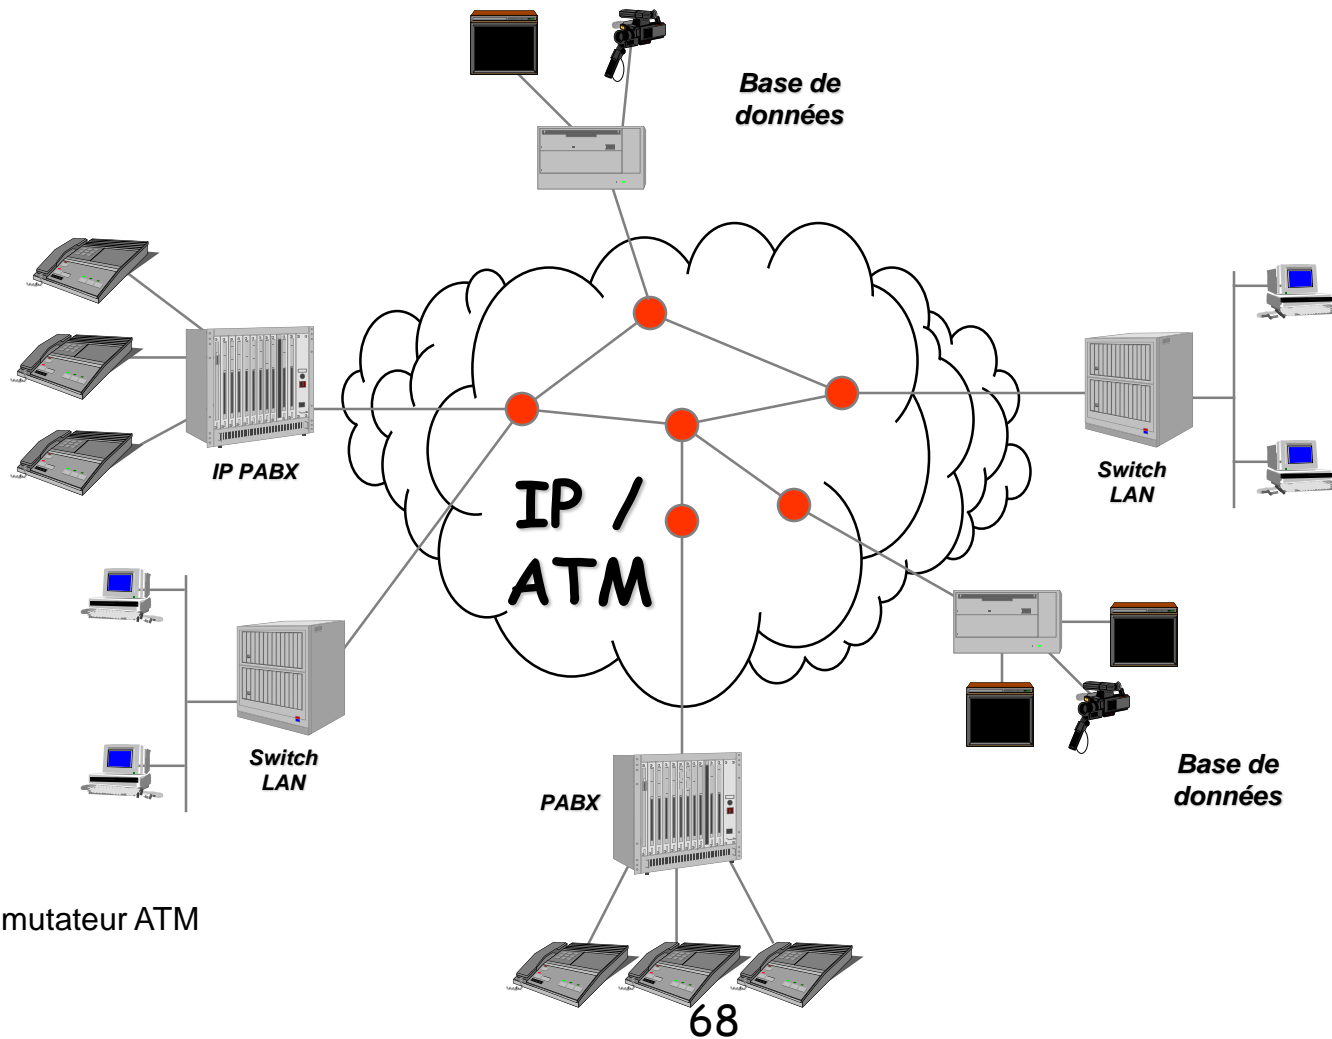 Base de
données
IP PABX
Switch
LAN
IP /
ATM
Switch
LAN
PABX
Base de
données
mutateur ATM
68